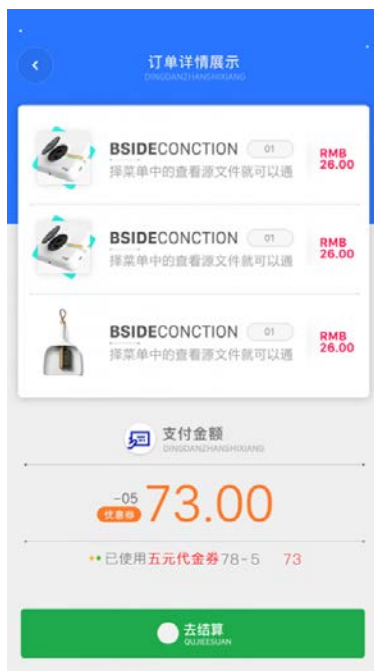 订单详情展示
DINGDANZHANSHIXIANG
BSIDECONCTION 01
RMB
26.00
择菜单中的查看源文件就可以通
BSIDECONCTION 01
RMB
26.00
择菜单中的查看源文件就可以通
BSIDECONCTION 01
RMB
26.00
择菜单中的查看源文件就可以通
支付金额
DINGDANZHANSHIXIANG
-05
优惠券
73.00
已使用五元代金券78-5 73
去结算
QUJIESUAN